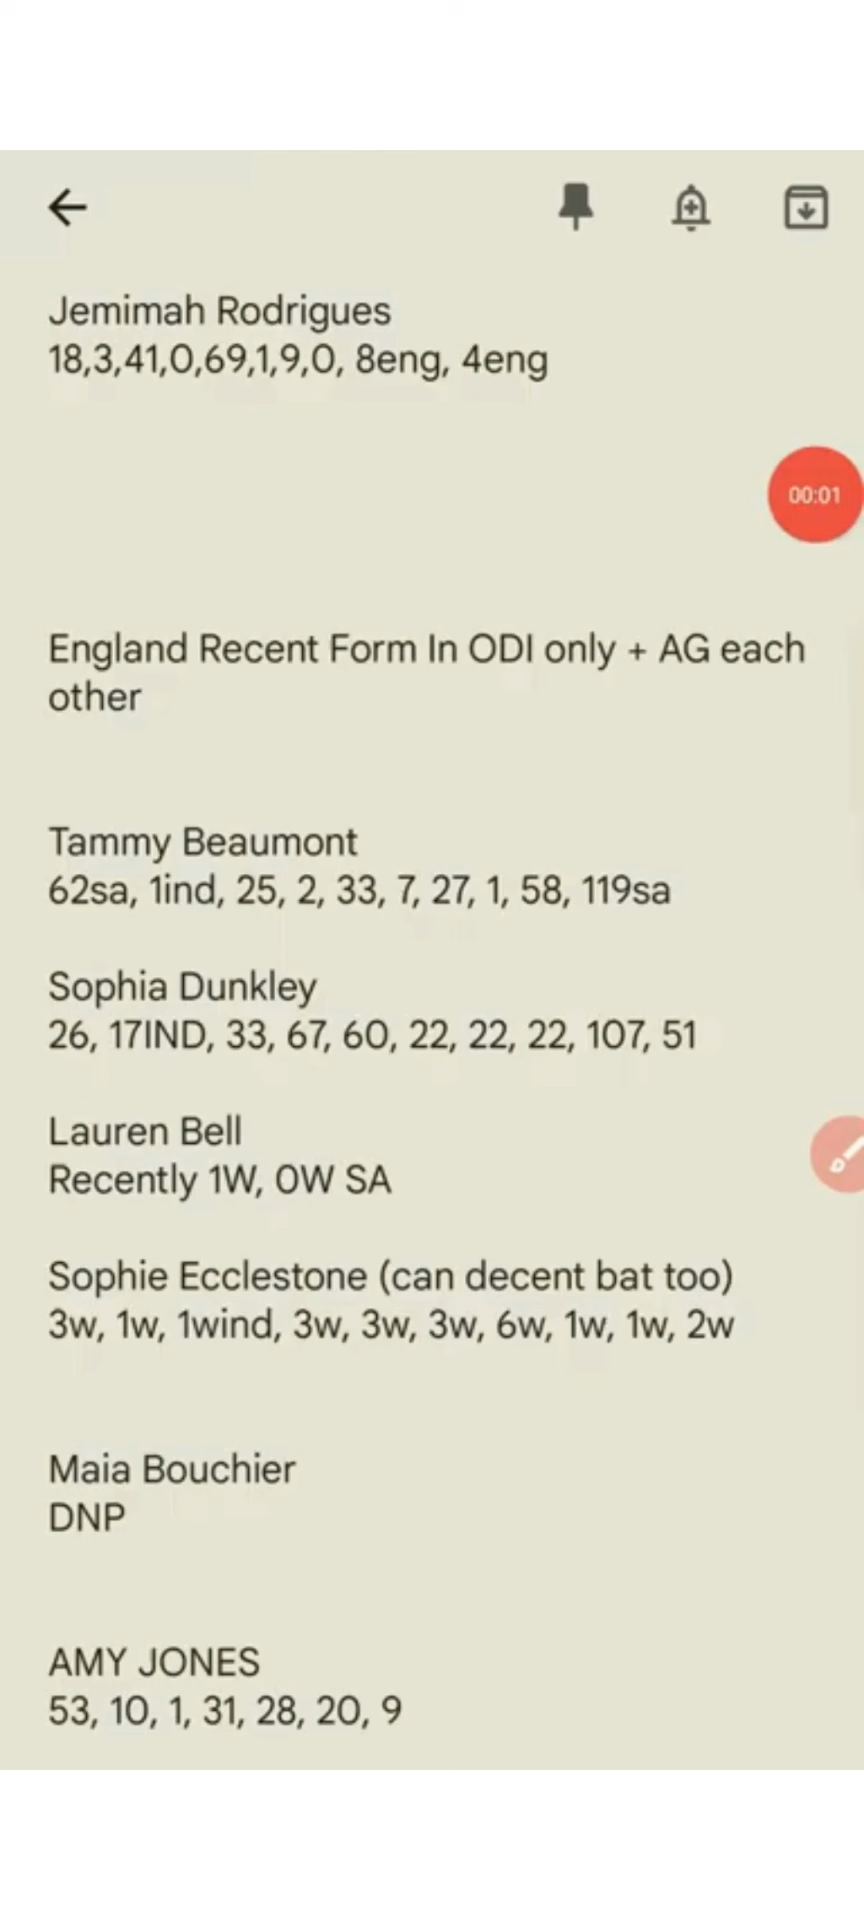 Jemimah Rodrigues
18,3,41,0,69,1,9,0, 8eng, 4eng
00:01
England Recent Form In ODI only + AG each
other
Tammy Beaumont
62sa, 1ind, 25, 2, 33, 7, 27, 1, 58, 119sa
Sophia Dunkley
26, 17IND, 33, 67, 60, 22, 22, 22, 107, 51
Lauren Bell
Recently 1W, 0W SA
Sophie Ecclestone (can decent bat too)
3w, 1w, 1wind, 3w, 3w, 3w, 6w, 1w, 1w, 2w
Maia Bouchier
DNP
AMY JONES
53, 10, 1, 31, 28, 20, 9